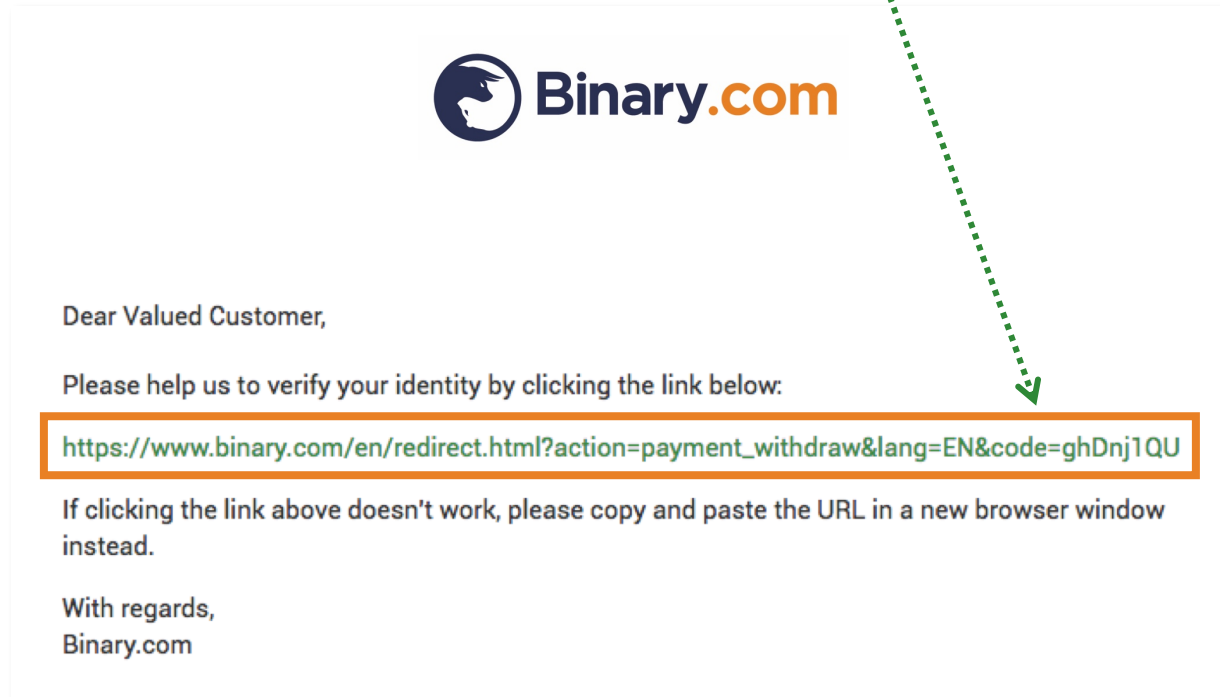 Binary.com
Dear Valued Customer,
Please help us to verify your identity by clicking the link below:
https://www.binary.com/en/redirect.html?action=payment_withdraw&lang=EN&code=ghDnj1QU
If clicking the link above doesn't work, please copy and paste the URL in a new browser window
instead.
With regards,
Binary.com